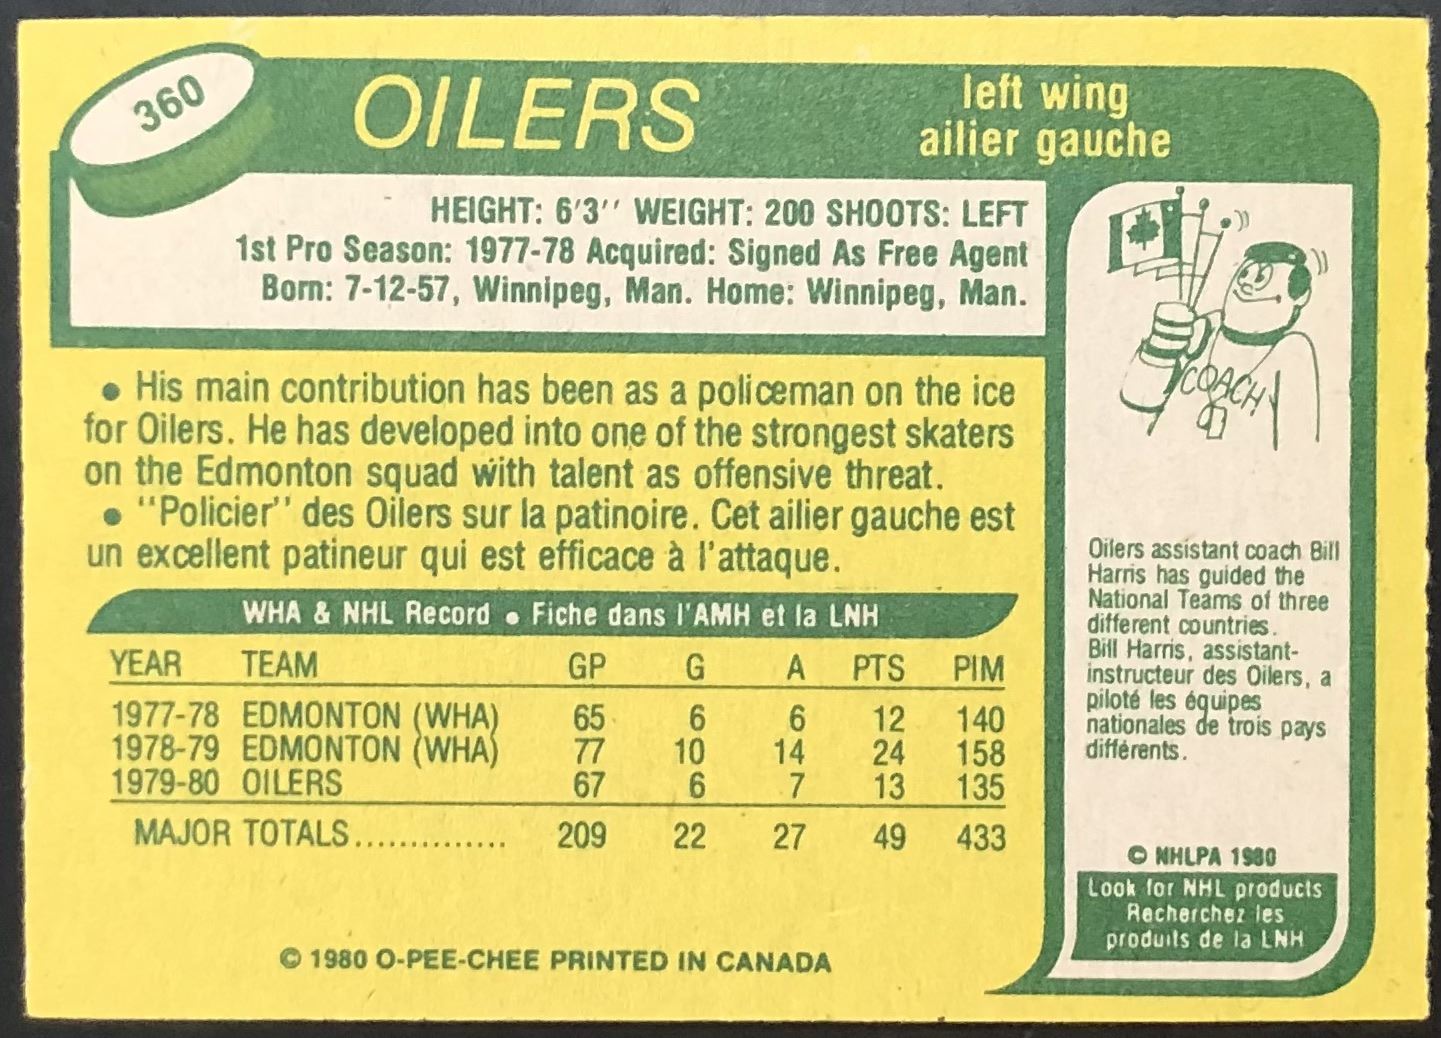 360
OILERS
left wing
ailier gauche
HEIGHT: 6'3'' WEIGHT: 200 SHOOTS: LEFT
1st Pro Season: 1977-78 Acquired: Signed As Free Agent
Born: 7-12-57, Winnipeg, Man. Home: Winnipeg, Man.
• His main contribution has been as a policeman on the ice
for Oilers. He has developed into one of the strongest skaters
on the Edmonton squad with talent as offensive threat.
• "Policier" des Oilers sur la patinoire. Cet ailier gauche est
un excellent patineur qui est efficace à l'attaque.
WHA & NHL Record • Fiche dans l'AMH et la LNH
YEAR TEAM GP G A PTS PIM
1977-78 EDMONTON (WHA) 65 6 6 12 140
1978-79 EDMONTON (WHA) 77 10 14 24 158
1979-80 OILERS 67 6 7 13 135
MAJOR TOTALS.............. 209 22 27 49 433
© 1980 O-PEE-CHEE PRINTED IN CANADA
COACH
Oilers assistant coach Bill
Harris has guided the
National Teams of three
different countries.
Bill Harris, assistant-
instructeur des Oilers, a
piloté les équipes
nationales de trois pays
différents.
© NHLPA 1980
Look for NHL products
Recherchez les
produits de la LNH